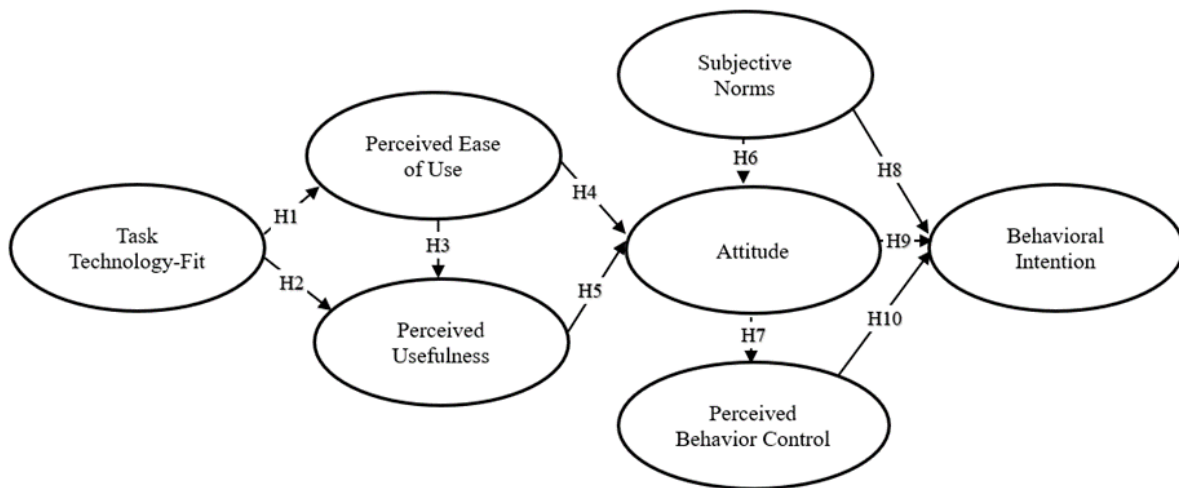 Subjective
Norms
Perceived Ease
of Use
H6
H8
H4
H1
Task
Technology-Fit
H3
Attitude
H9
Behavioral
Intention
H2
H5
H10
Perceived
Usefulness
H7
Perceived
Behavior Control